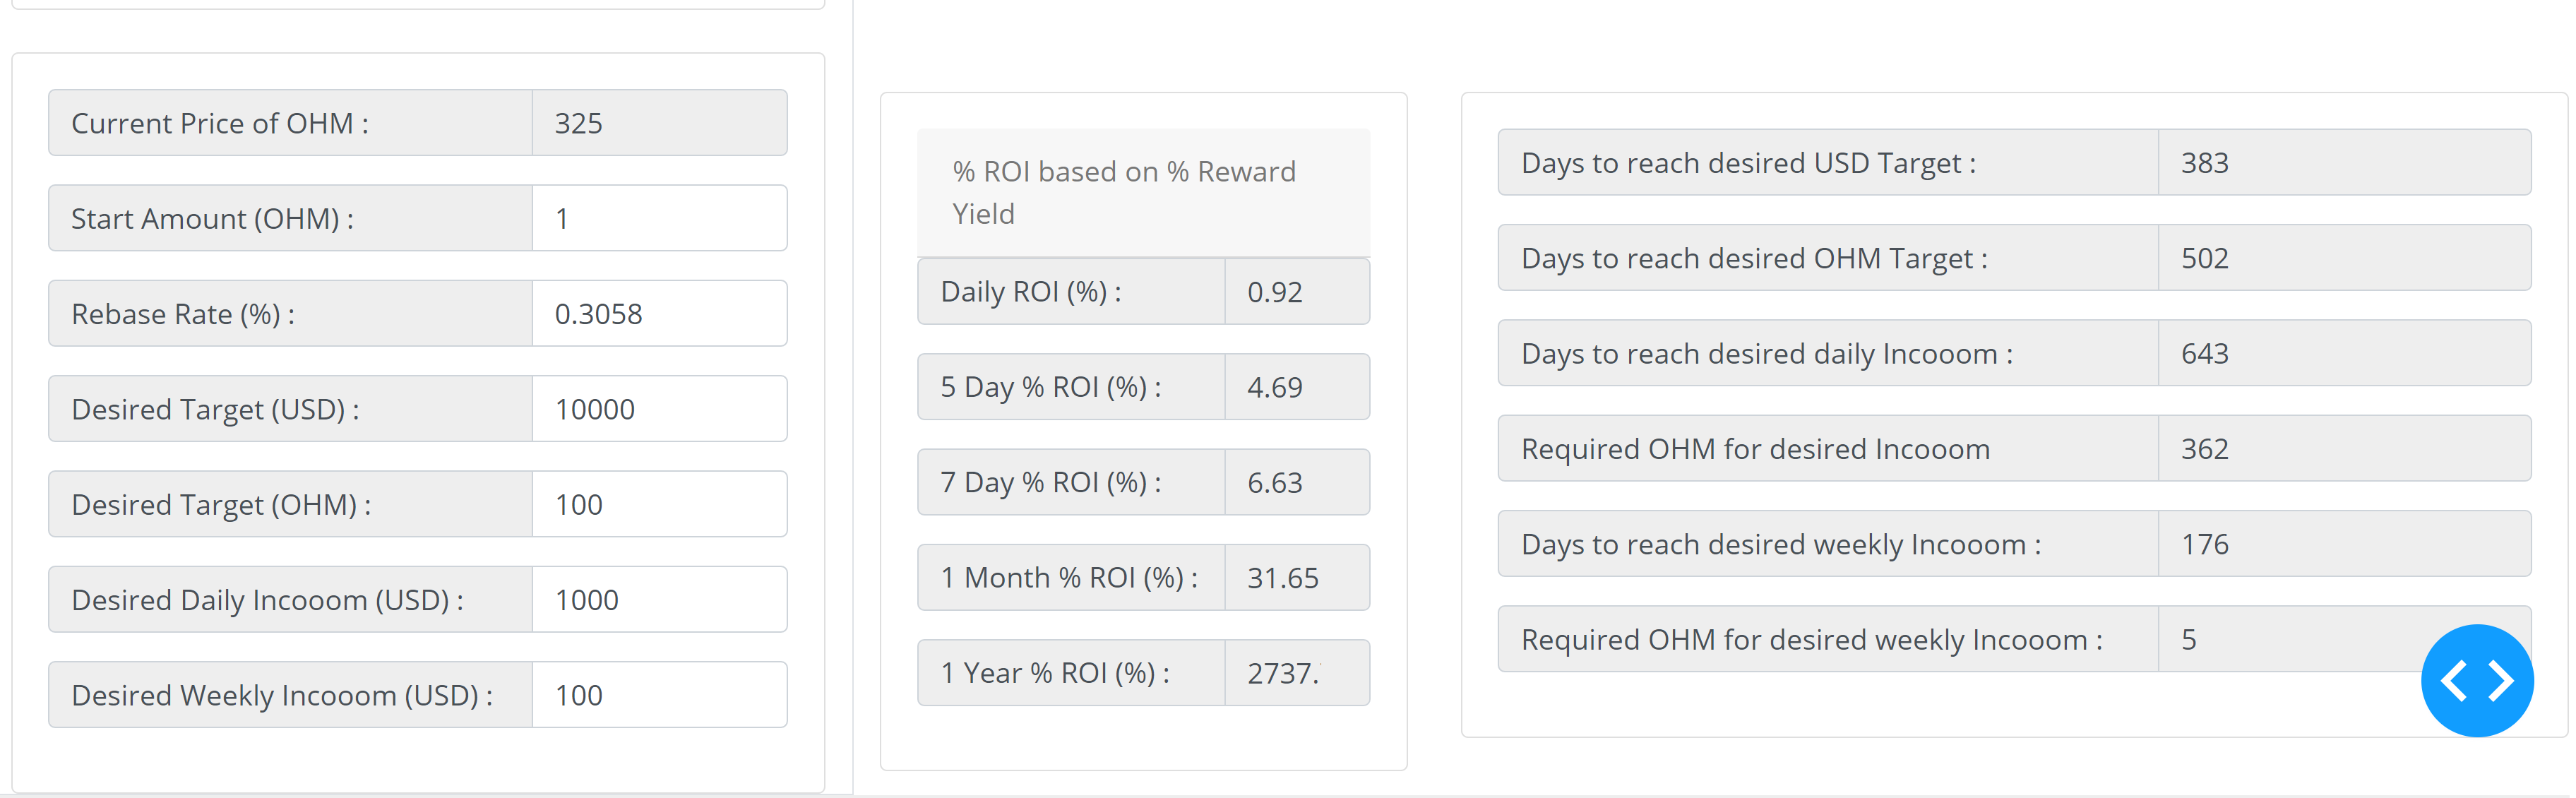 Current Price of OHM : 325
Start Amount (OHM) : 1
Rebase Rate (%) : 0.3058
Desired Target (USD) : 10000
Desired Target (OHM) : 100
Desired Daily Incooom (USD) : 1000
Desired Weekly Incooom (USD) : 100
% ROI based on % Reward
Yield
Daily ROI (%) : 0.92
5 Day % ROI (%) : 4.69
7 Day % ROI (%) : 6.63
1 Month % ROI (%) : 31.65
1 Year % ROI (%) : 2737.
Days to reach desired USD Target : 383
Days to reach desired OHM Target : 502
Days to reach desired daily Incooom : 643
Required OHM for desired Incooom 362
Days to reach desired weekly Incooom : 176
Required OHM for desired weekly Incooom : 5